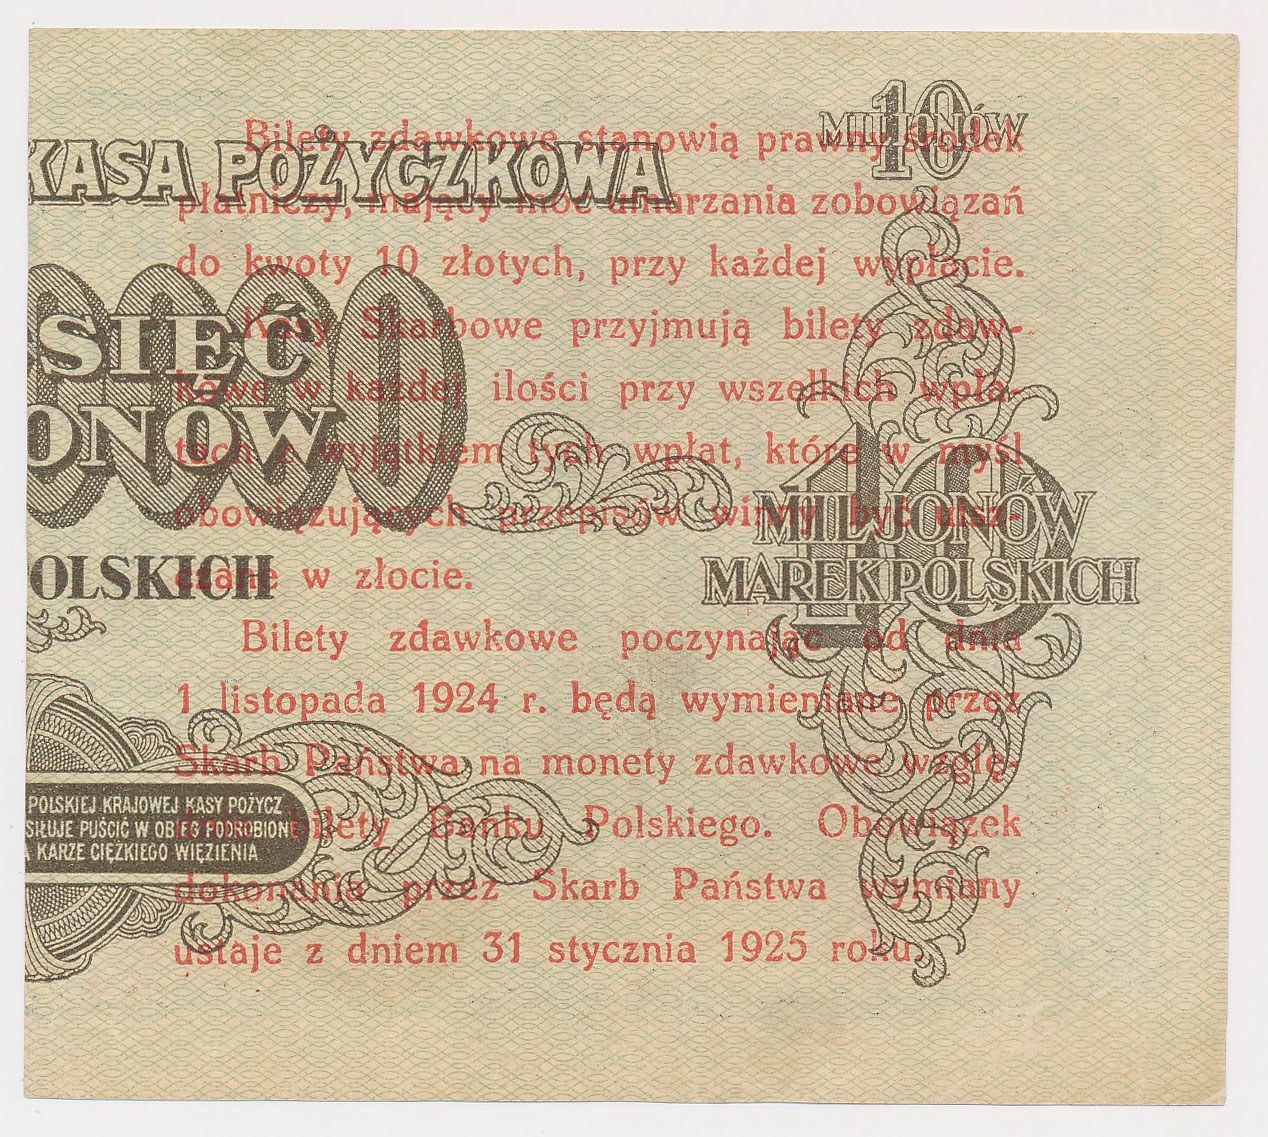 10
MILIONÓW
KASA POŻYCZKOWA
Bilety zdawkowe stanowią prawny środek
płatniczy, mający moc umarzania zobowiązań
do kwoty 10 złotych, przy każdej wypłacie.
Kasy Skarbowe przyjmują bilety zdaw-
kowe w każdej ilości przy wszelkich wpła-
tach z wyjątkiem tych wpłat, które w myśl
obowiązujących przepisów winny być uisz-
czane w złocie.
Bilety zdawkowe poczynając od dnia
1 listopada 1924 r. będą wymieniane przez
Skarb Państwa na monety zdawkowe wzglę-
bilety Banku Polskiego. Obowiązek
dokonania przez Skarb Państwa wymiany
ustaje z dniem 31 stycznia 1925 roku.
SIĘĆ
ONÓW
OLSKICH
10
MILJONÓW
MAREK POLSKICH
POLSKIEJ KRAJOWEJ KASY POŻYCZ
SIŁUJE PUŚCIĆ W OBIEG PODROBION
KARZE CIĘŻKIEGO WIĘZIENIA